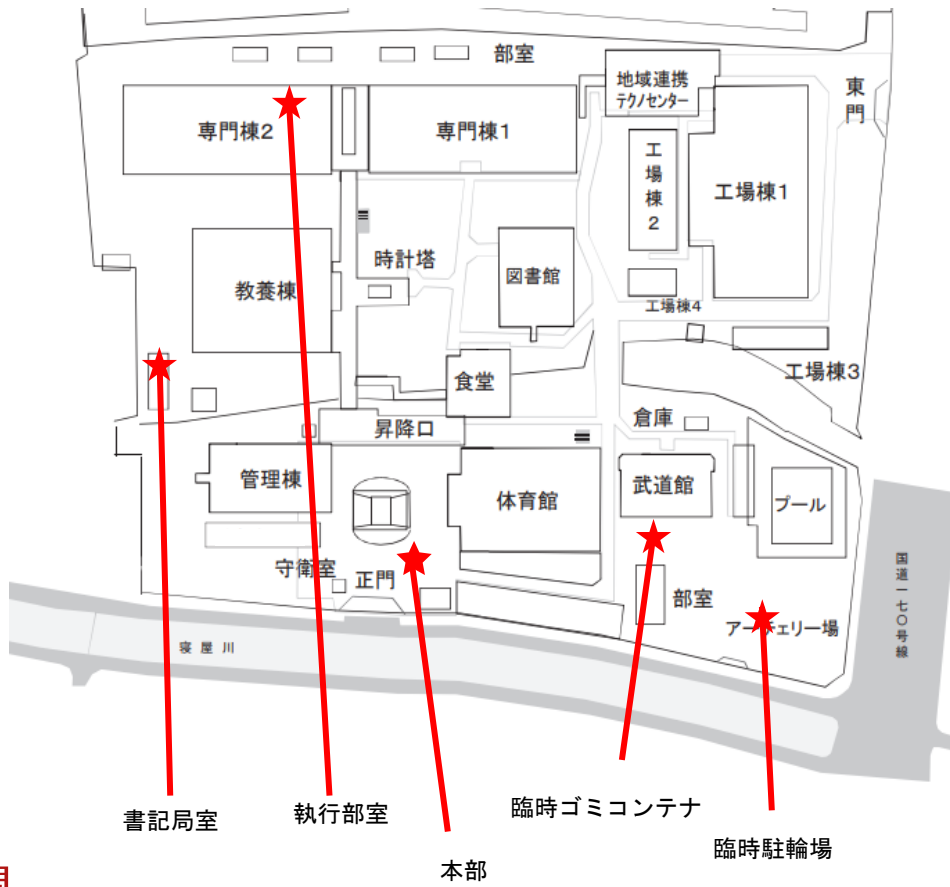 部室
地域連携
テクノセンター
東門
専門棟2
専門棟1
工場棟2
工場棟1
時計塔
図書館
教養棟
工場棟4
工場棟3
食堂
倉庫
昇降口
管理棟
体育館
武道館
プール
守衛室
正門
部室
アーチェリー場
国道一七〇号線
寝屋川
書記局室
執行部室
臨時ゴミコンテナ
臨時駐輪場
本部